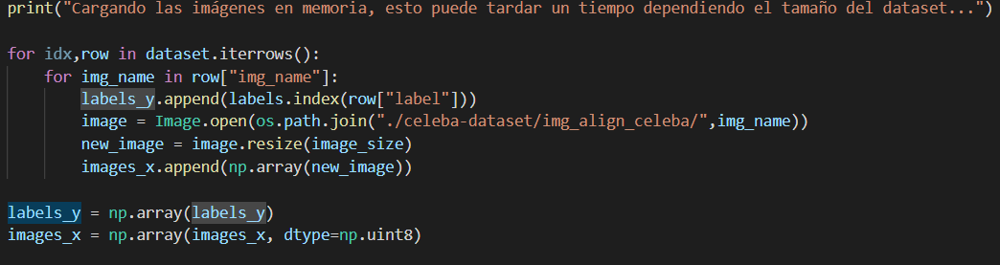 print("Cargando las imágenes en memoria, esto puede tardar un tiempo dependiendo el tamaño del dataset...")
for idx,row in dataset.iterrows():
    for img_name in row["img_name"]:
        labels_y.append(labels.index(row["label"]))
        image = Image.open(os.path.join("./celeba-dataset/img_align_celeba/",img_name))
        new_image = image.resize(image_size)
        images_x.append(np.array(new_image))
labels_y = np.array(labels_y)
images_x = np.array(images_x, dtype=np.uint8)